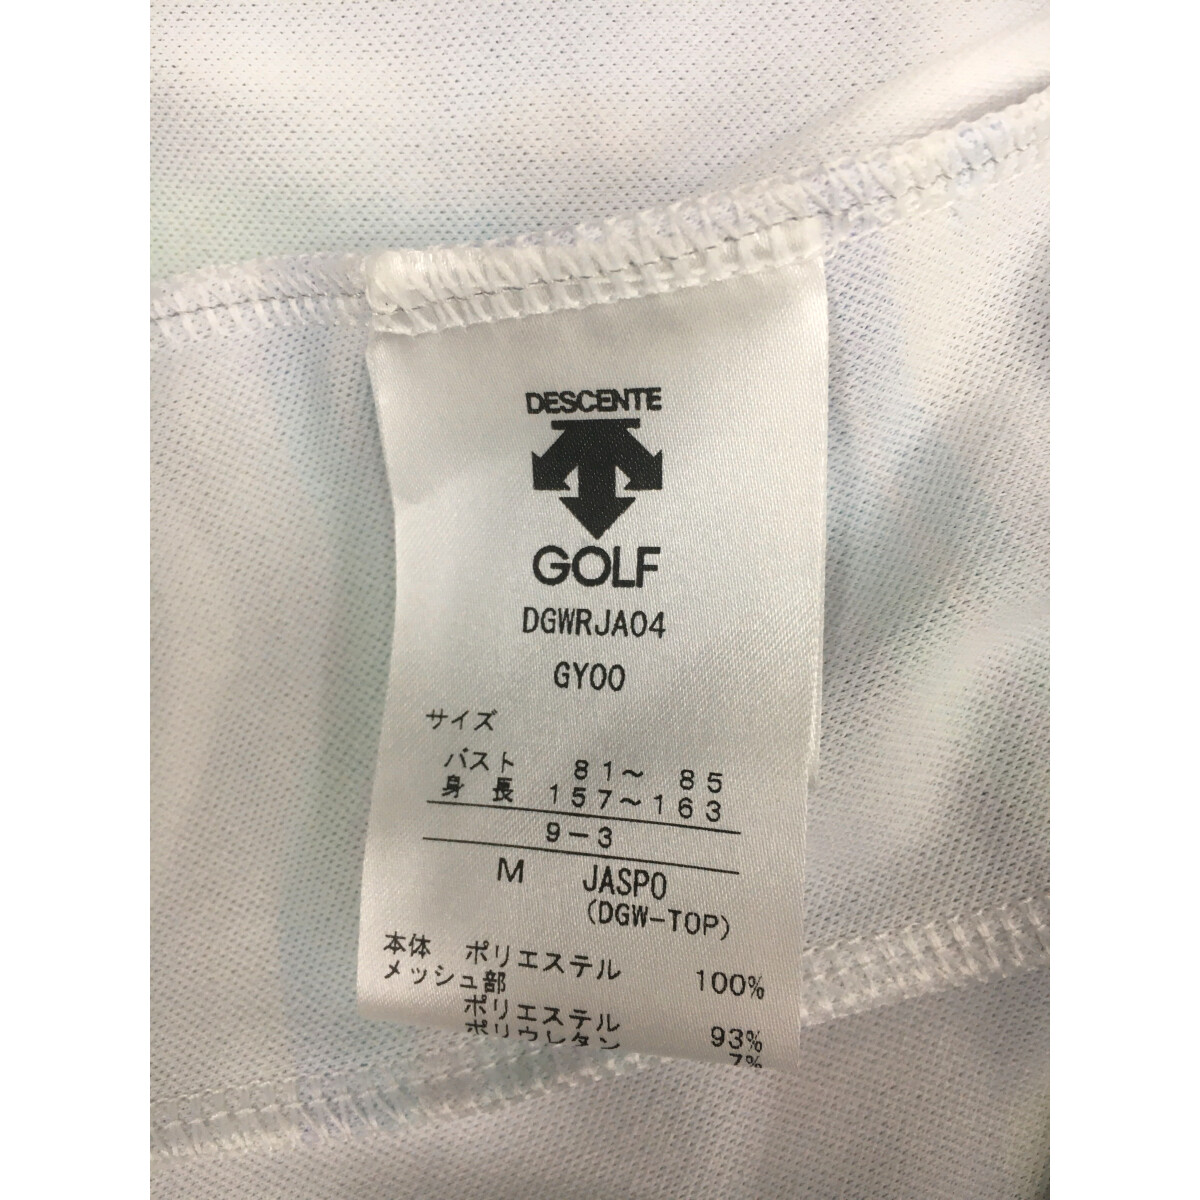 DESCENTE
GOLF
DGWRJA04
GY00
サイズ
バスト 81～ 85
身長 157～163
9-3
M JASPO
(DGW-TOP)
本体 ポリエステル 100%
メッシュ部
ポリエステル 93%
ポリウレタン 7%